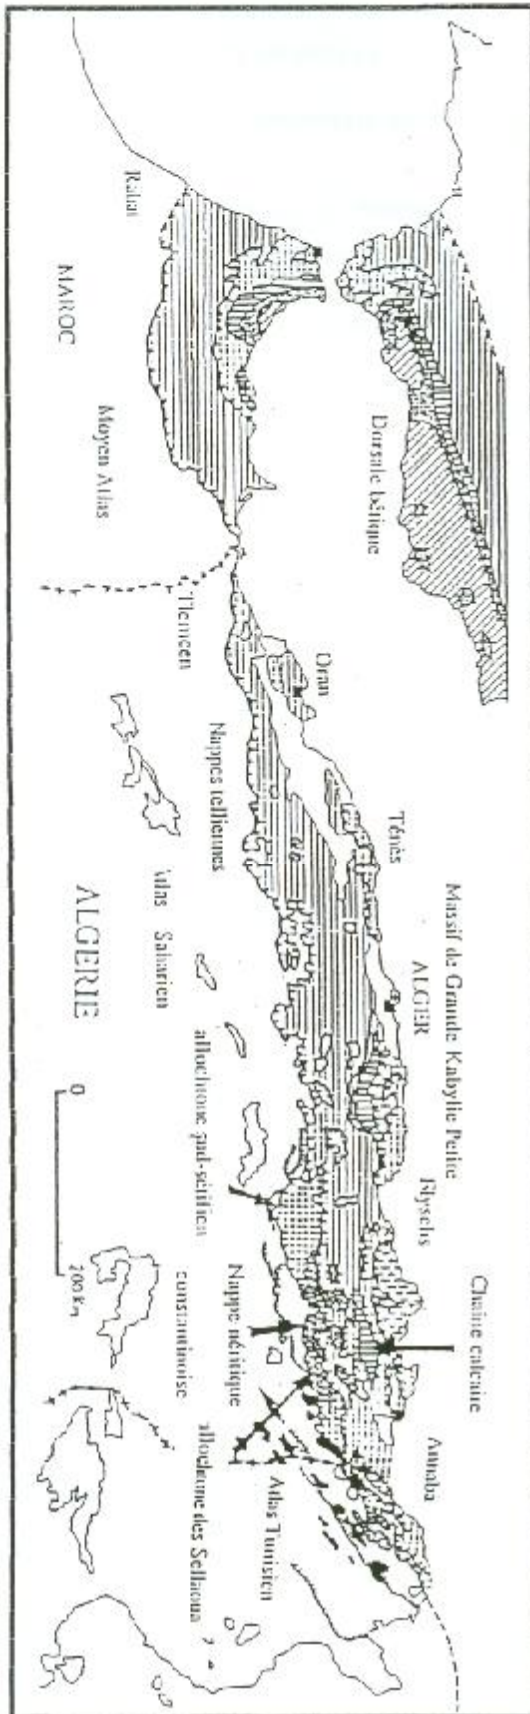 Rabat
MAROC
Moyen Atlas
Dorsale bétique
Tlemcen
Oran
Nappes telliennes
Ténès
Atlas Saharien
ALGERIE
Massif de Grande Kabylie Petite
ALGER
allochtone sud-sétifien
Flyschs
0
200 Km
Chaîne calcaire
Nappe néritique
constantinoise
Annaba
Atlas Tunisien
allochtone des Sellaoua